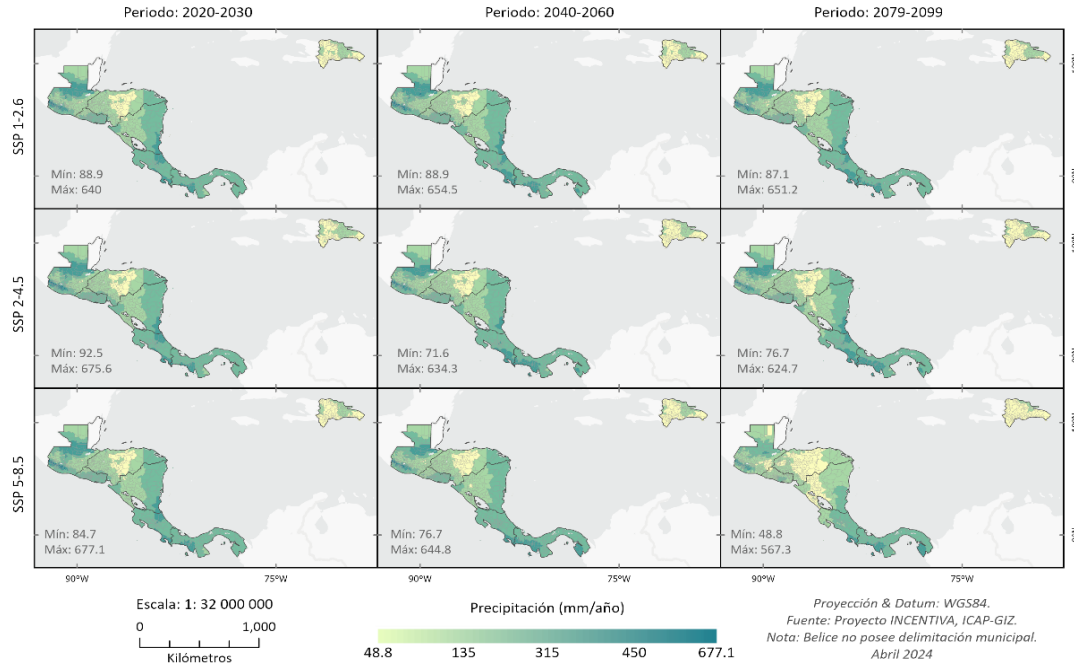 Periodo: 2020-2030
Periodo: 2040-2060
Periodo: 2079-2099
SSP 1-2.6
Mín: 88.9
Máx: 640
Mín: 88.9
Máx: 654.5
Mín: 87.1
Máx: 651.2
SSP 2-4.5
Mín: 92.5
Máx: 675.6
Mín: 71.6
Máx: 634.3
Mín: 76.7
Máx: 624.7
SSP 5-8.5
Mín: 84.7
Máx: 677.1
Mín: 76.7
Máx: 644.8
Mín: 48.8
Máx: 567.3
90°W
75°W
90°W
75°W
90°W
75°W
Escala: 1: 32 000 000
0
1,000
Kilómetros
Precipitación (mm/año)
48.8
135
315
450
677.1
Proyección & Datum: WGS84.
Fuente: Proyecto INCENTIVA, ICAP-GIZ.
Nota: Belice no posee delimitación municipal.
Abril 2024